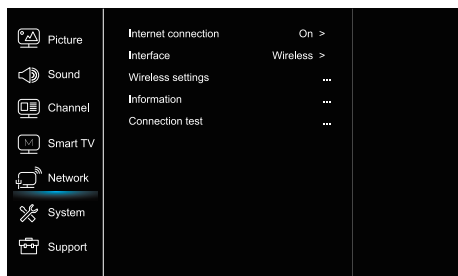 Picture
Sound
Channel
M
Smart TV
Network
System
Support
Internet connection On >
Interface Wireless >
Wireless settings ...
Information ...
Connection test ...